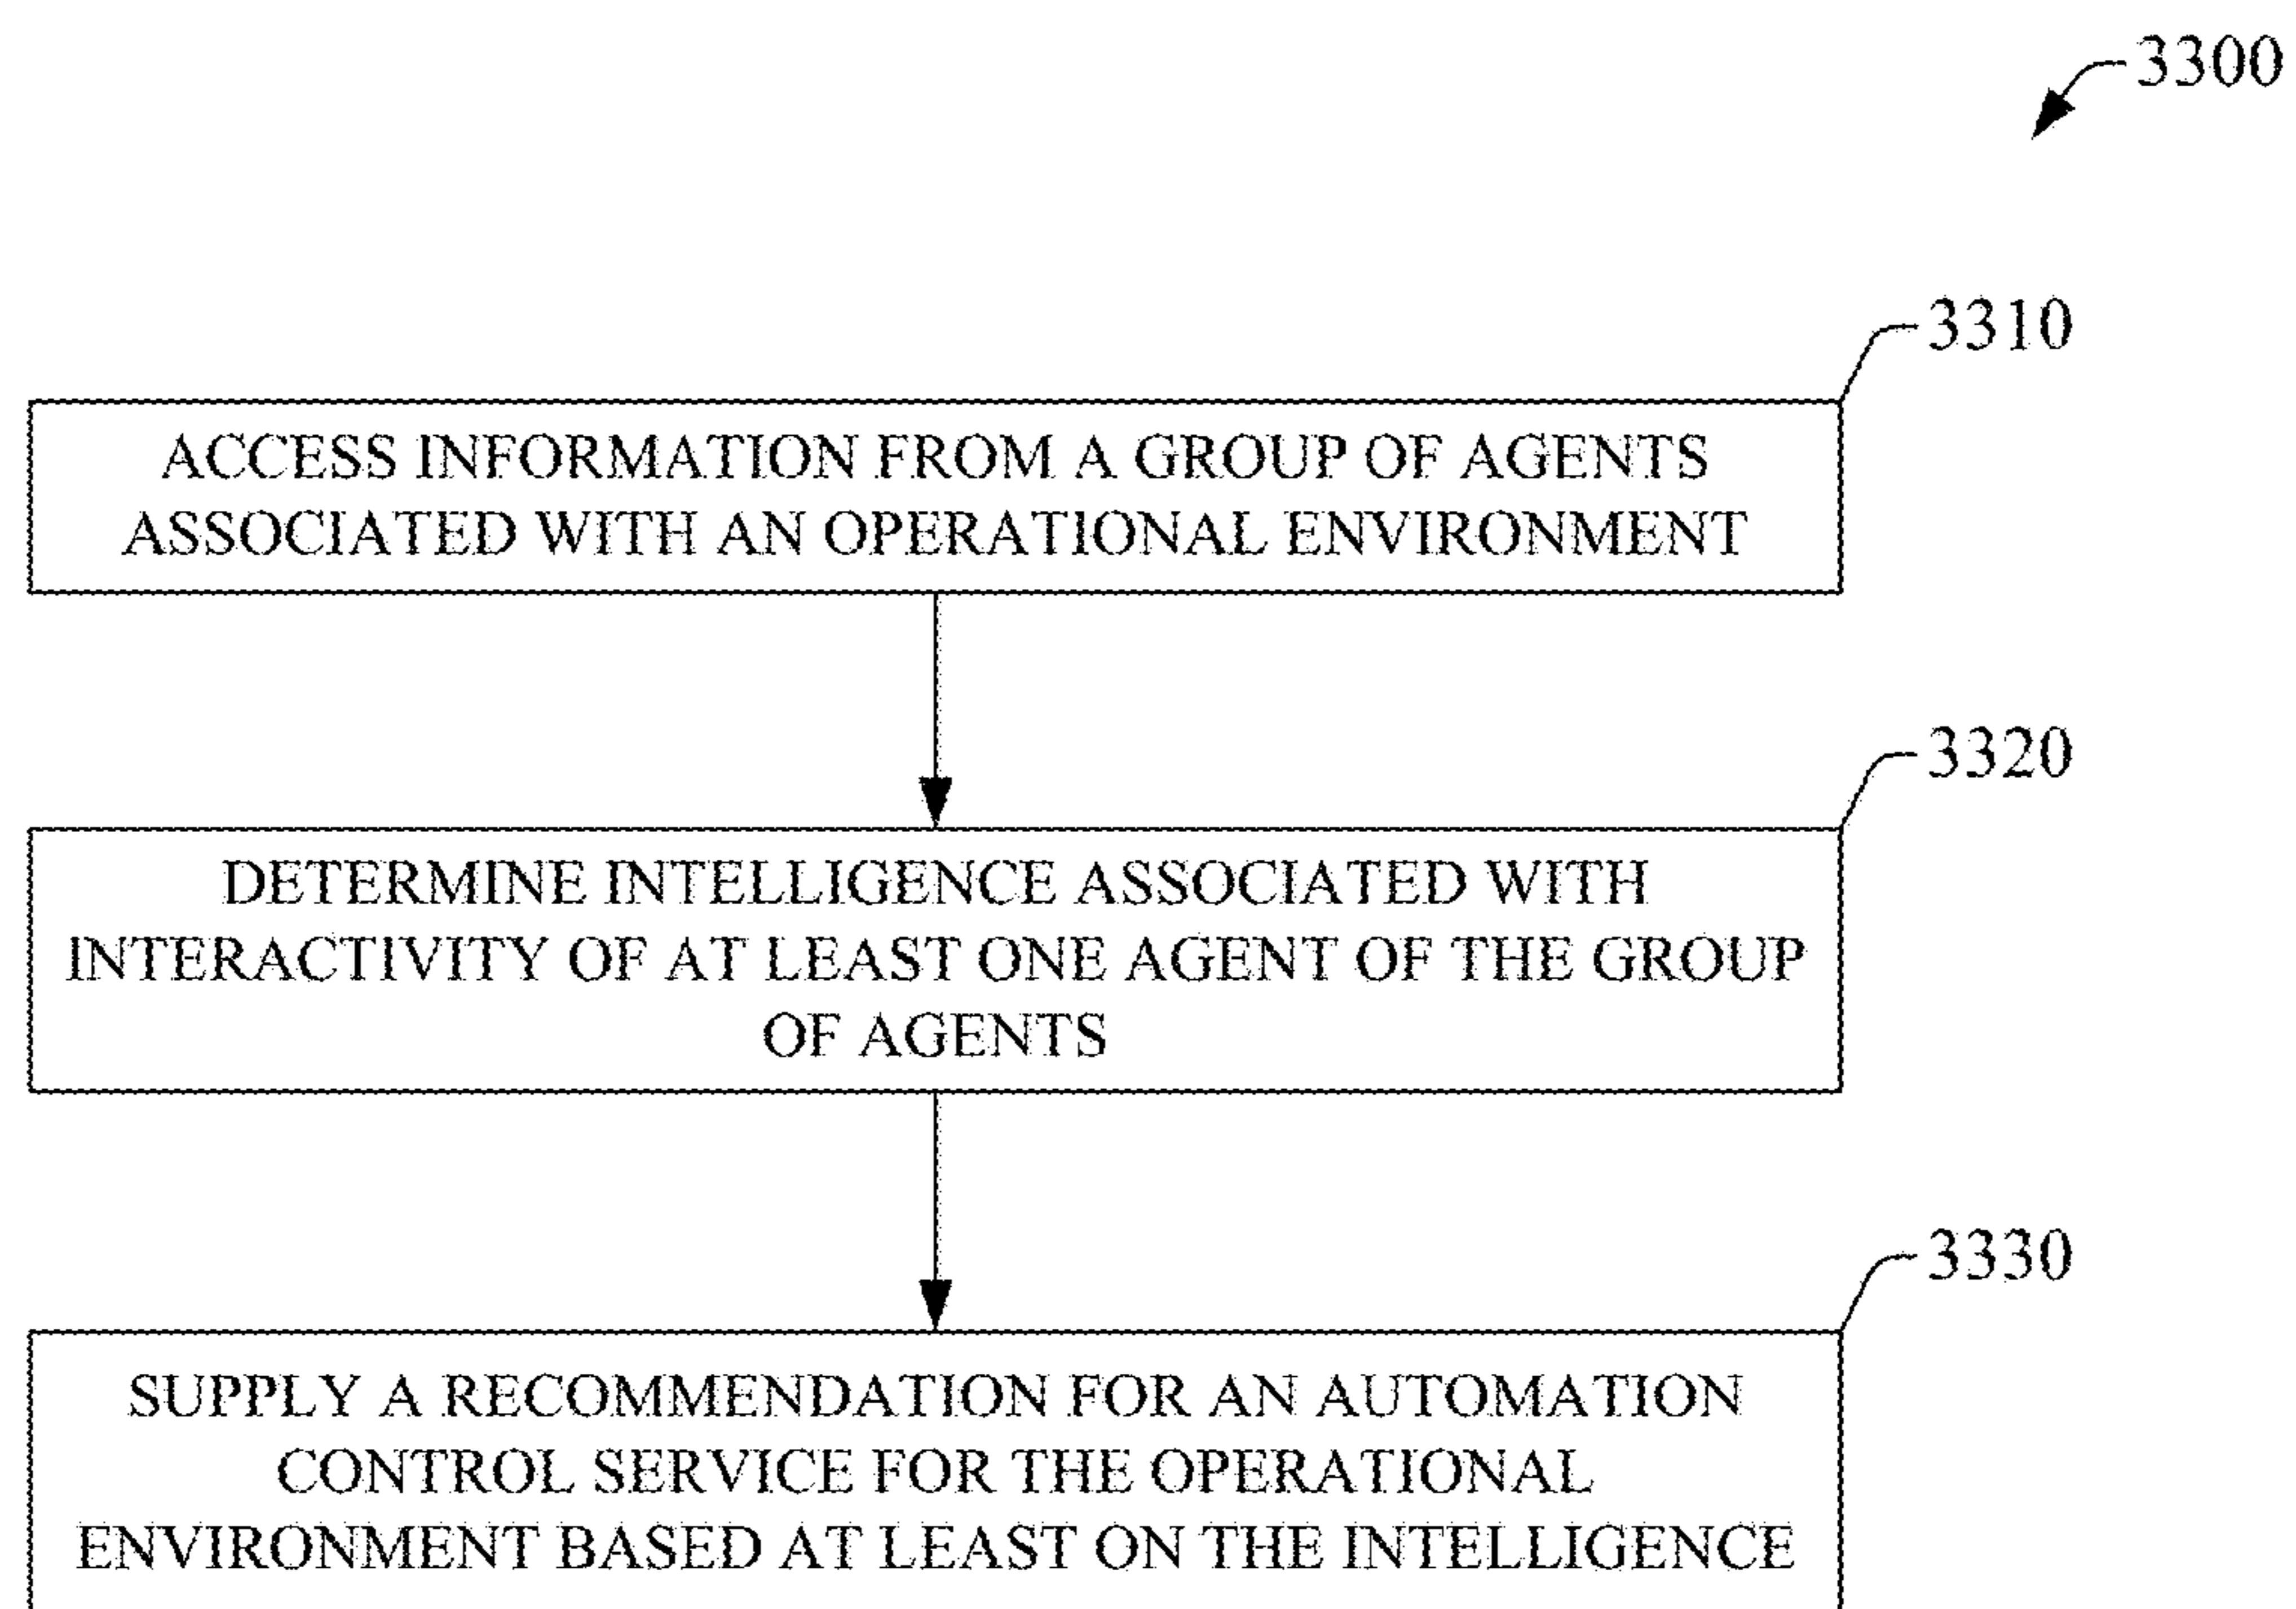 3300
3310
ACCESS INFORMATION FROM A GROUP OF AGENTS
ASSOCIATED WITH AN OPERATIONAL ENVIRONMENT
3320
DETERMINE INTELLIGENCE ASSOCIATED WITH
INTERACTIVITY OF AT LEAST ONE AGENT OF THE GROUP
OF AGENTS
3330
SUPPLY A RECOMMENDATION FOR AN AUTOMATION
CONTROL SERVICE FOR THE OPERATIONAL
ENVIRONMENT BASED AT LEAST ON THE INTELLIGENCE